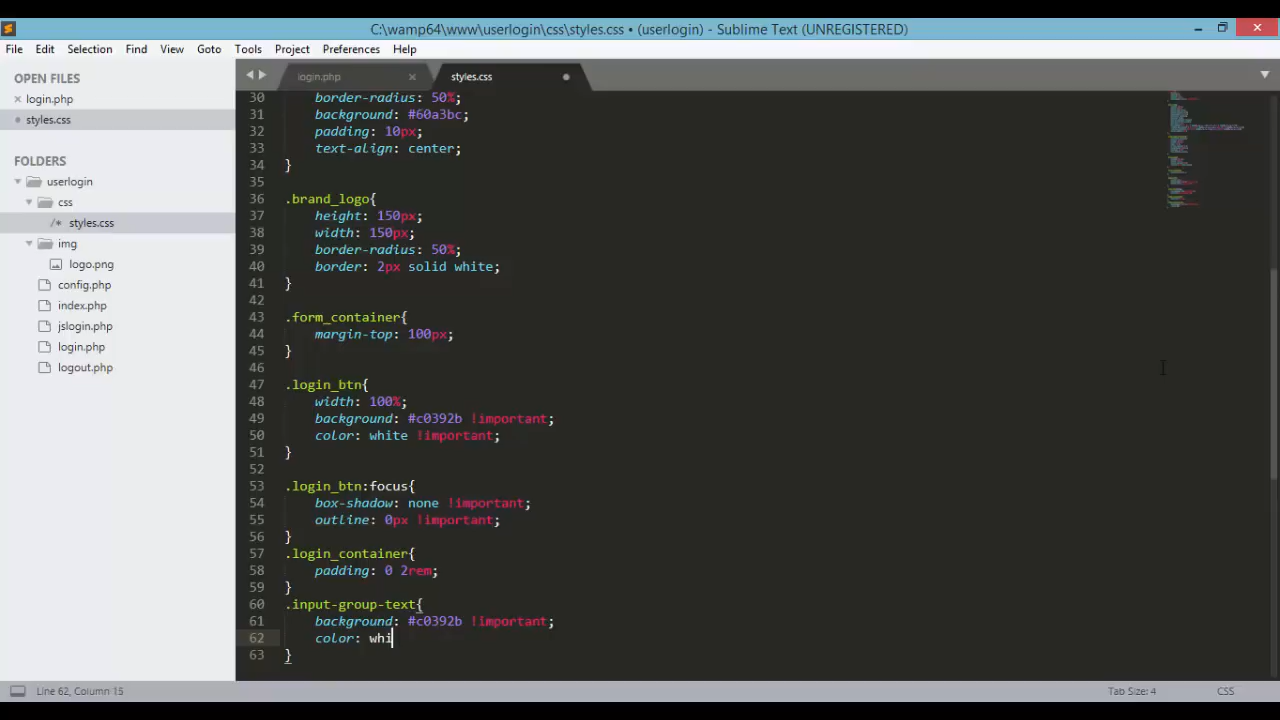 C:\wamp64\www\userlogin\css\styles.css • (userlogin) - Sublime Text (UNREGISTERED)
File Edit Selection Find View Goto Tools Project Preferences Help
OPEN FILES
login.php
styles.css
FOLDERS
userlogin
css
/* styles.css
img
logo.png
config.php
index.php
jslogin.php
login.php
logout.php
login.php
styles.css
30 border-radius: 50%;
31 background: #60a3bc;
32 padding: 10px;
33 text-align: center;
34 }
35
36 .brand_logo{
37 height: 150px;
38 width: 150px;
39 border-radius: 50%;
40 border: 2px solid white;
41 }
42
43 .form_container{
44 margin-top: 100px;
45 }
46
47 .login_btn{
48 width: 100%;
49 background: #c0392b !important;
50 color: white !important;
51 }
52
53 .login_btn:focus{
54 box-shadow: none !important;
55 outline: 0px !important;
56 }
57 .login_container{
58 padding: 0 2rem;
59 }
60 .input-group-text{
61 background: #c0392b !important;
62 color: whi
63 }
Line 62, Column 15
Tab Size: 4
CSS